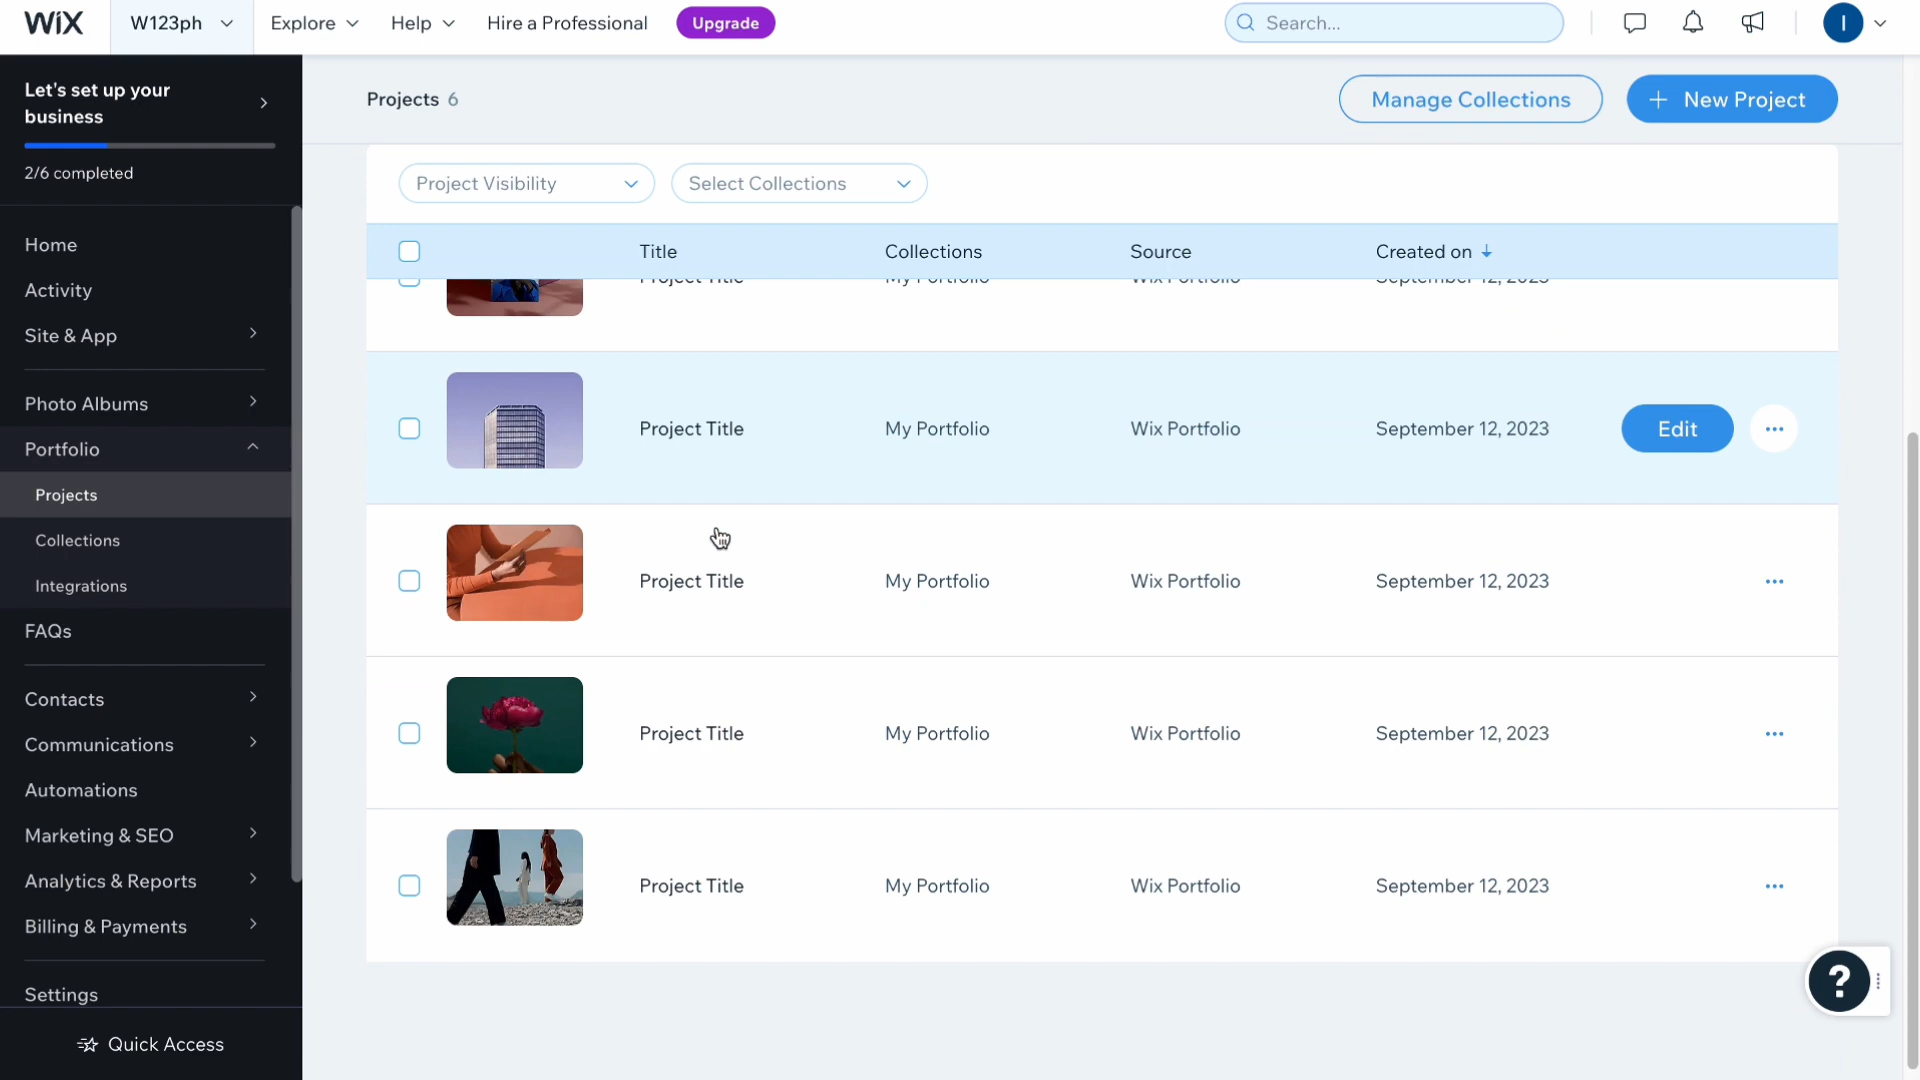 WiX
W123ph
Explore
Help
Hire a Professional
Upgrade
Search...
I
Let's set up your
business
2/6 completed
Home
Activity
Site & App
Photo Albums
Portfolio
Projects
Collections
Integrations
FAQs
Contacts
Communications
Automations
Marketing & SEO
Analytics & Reports
Billing & Payments
Settings
Quick Access
Projects 6
Manage Collections
+ New Project
Project Visibility
Select Collections
Title Collections Source Created on ↓
Project Title My Portfolio Wix Portfolio September 12, 2023
Project Title My Portfolio Wix Portfolio September 12, 2023 Edit ...
Project Title My Portfolio Wix Portfolio September 12, 2023 ...
Project Title My Portfolio Wix Portfolio September 12, 2023 ...
Project Title My Portfolio Wix Portfolio September 12, 2023 ...
?